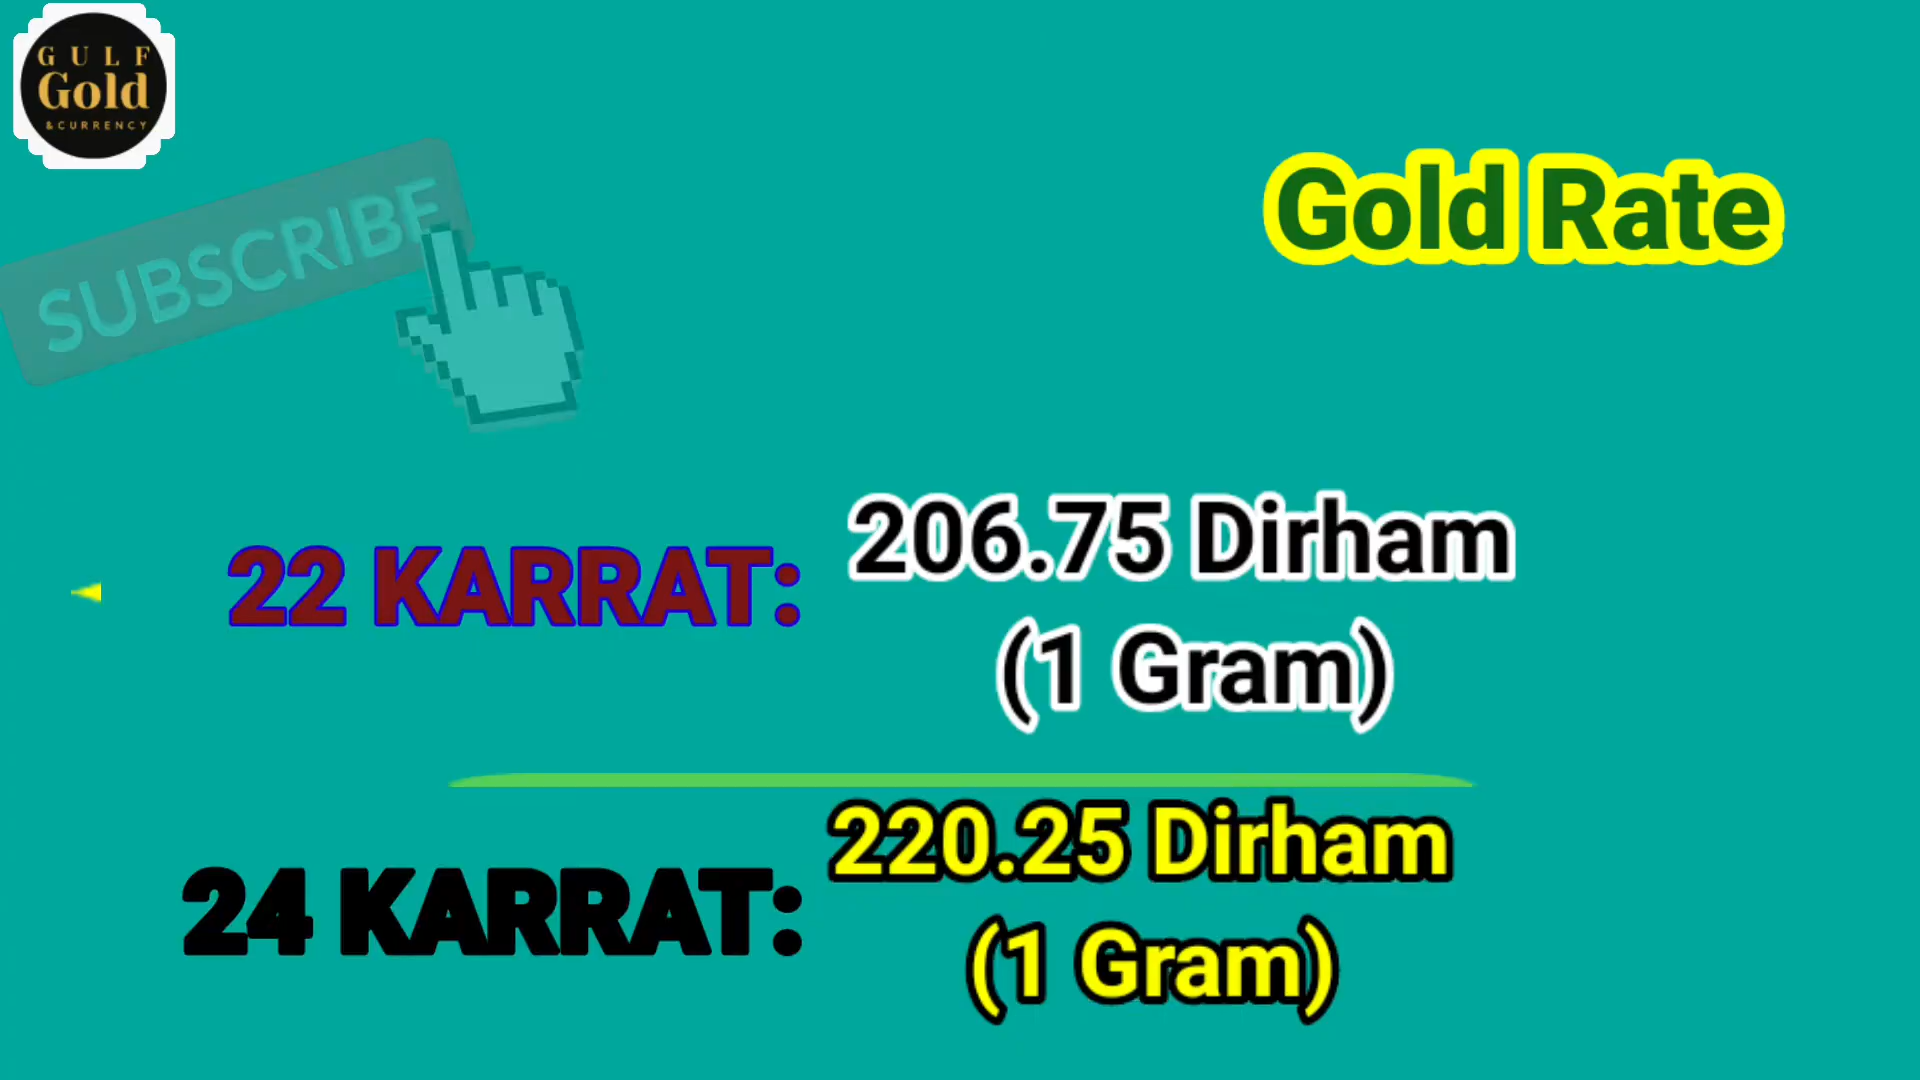 GULF
Gold
&CURRENCY
SUBSCRIBE
Gold Rate
22 KARRAT:
206.75 Dirham
(1 Gram)
24 KARRAT:
220.25 Dirham
(1 Gram)